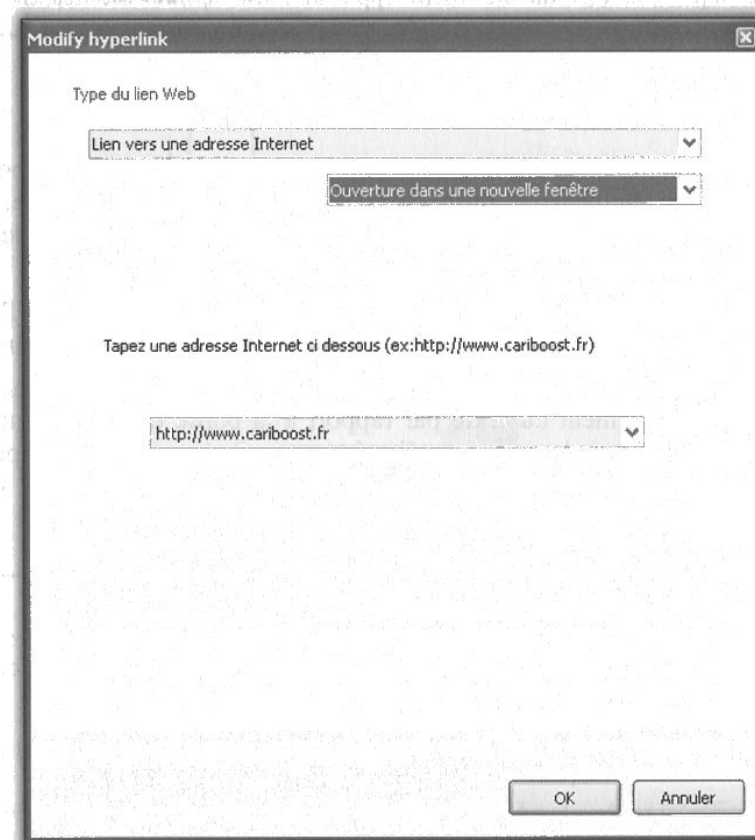 Modify hyperlink
Type du lien Web
Lien vers une adresse Internet
Ouverture dans une nouvelle fenêtre
Tapez une adresse Internet ci dessous (ex:http://www.cariboost.fr)
http://www.cariboost.fr
OK
Annuler